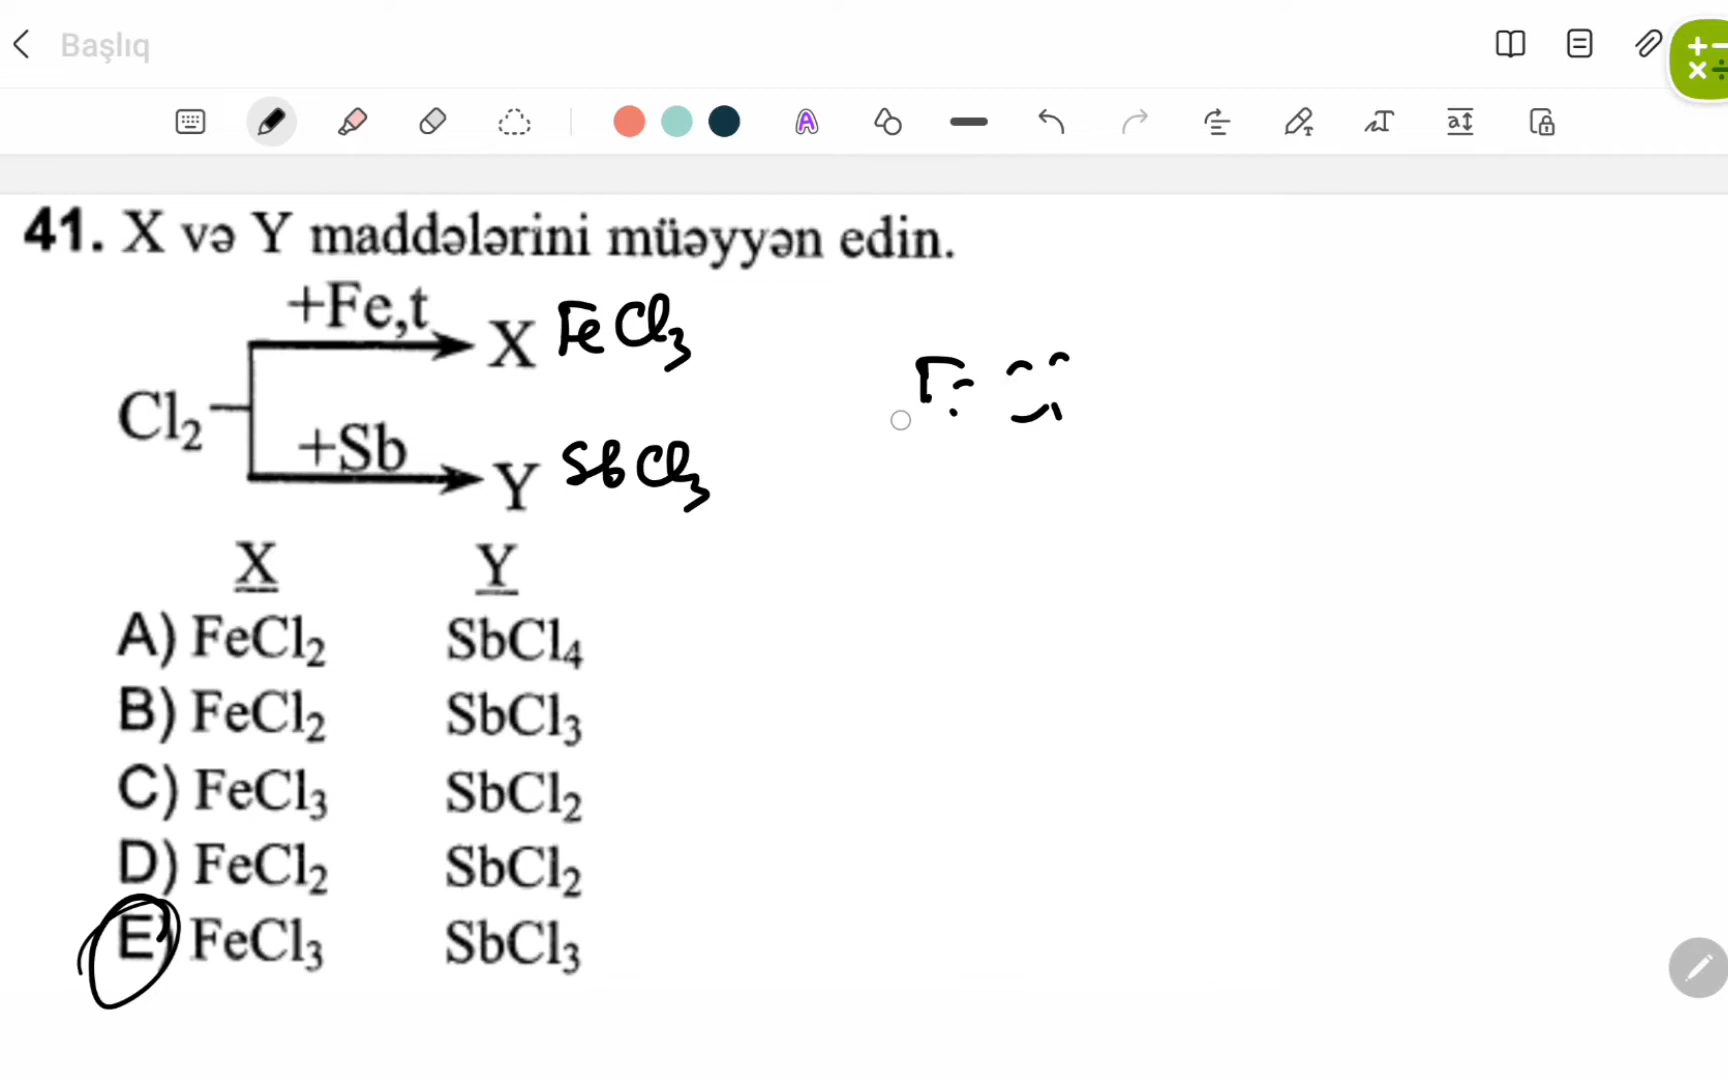 Başlıq
41. X və Y maddələrini müəyyən edin.
+Fe,t
X FeCl3
Cl2
+Sb
Y SbCl3
X Y
A) FeCl2 SbCl4
B) FeCl2 SbCl3
C) FeCl3 SbCl2
D) FeCl2 SbCl2
E) FeCl3 SbCl3